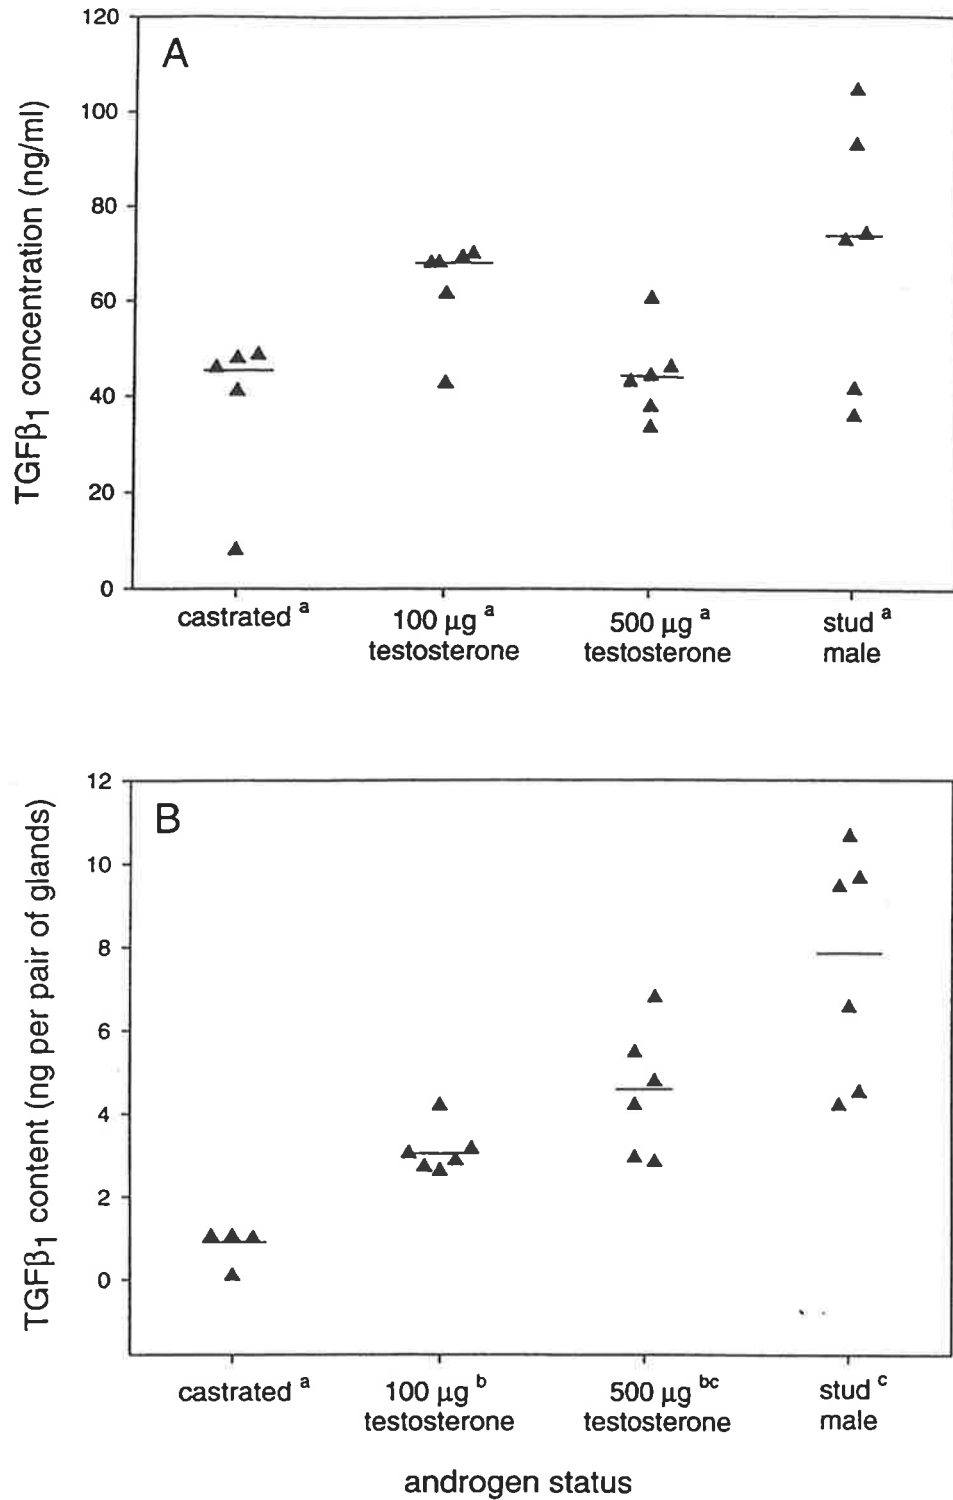 A
TGFβ1 concentration (ng/ml)
120
100
80
60
40
20
0
castrated a
100 μg a
testosterone
500 μg a
testosterone
stud a
male
B
TGFβ1 content (ng per pair of glands)
12
10
8
6
4
2
0
castrated a
100 μg b
testosterone
500 μg bc
testosterone
stud c
male
androgen status